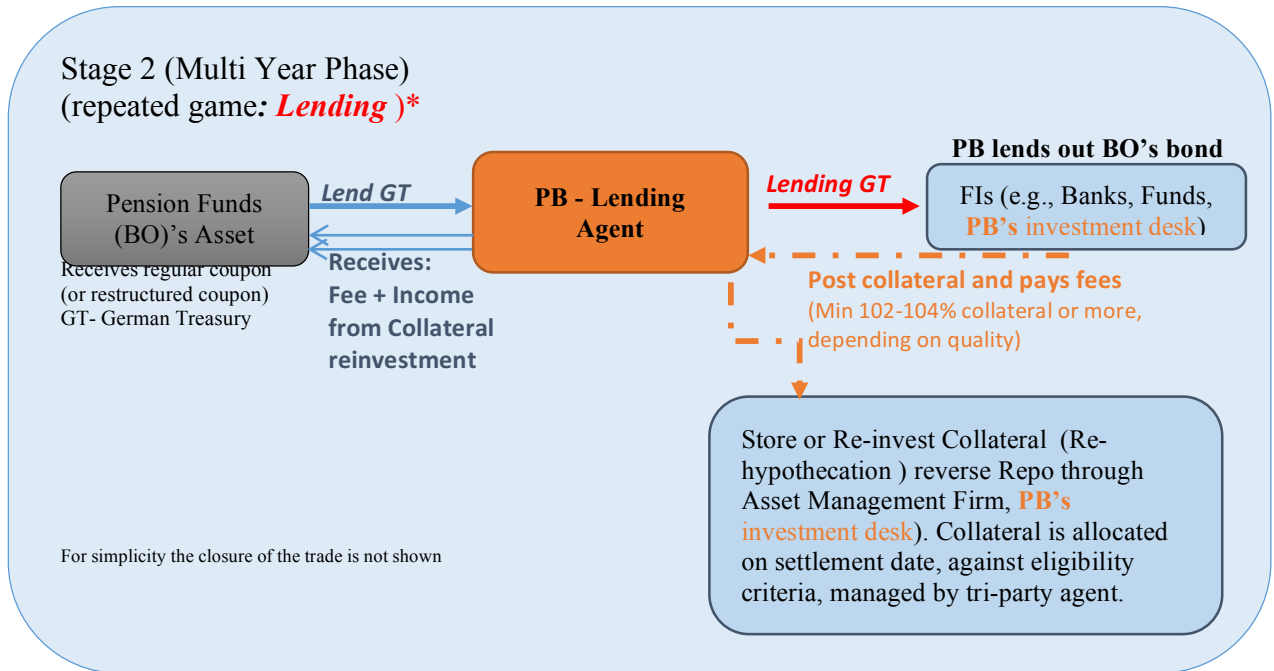 Stage 2 (Multi Year Phase)
(repeated game: Lending )*
Pension Funds
(BO)'s Asset
Receives regular coupon
(or restructured coupon)
GT- German Treasury
Lend GT
Receives:
Fee + Income
from Collateral
reinvestment
PB - Lending
Agent
Lending GT
PB lends out BO's bond
FIs (e.g., Banks, Funds,
PB's investment desk)
Post collateral and pays fees
(Min 102-104% collateral or more,
depending on quality)
Store or Re-invest Collateral (Re-
hypothecation ) reverse Repo through
Asset Management Firm, PB's
investment desk). Collateral is allocated
on settlement date, against eligibility
criteria, managed by tri-party agent.
For simplicity the closure of the trade is not shown